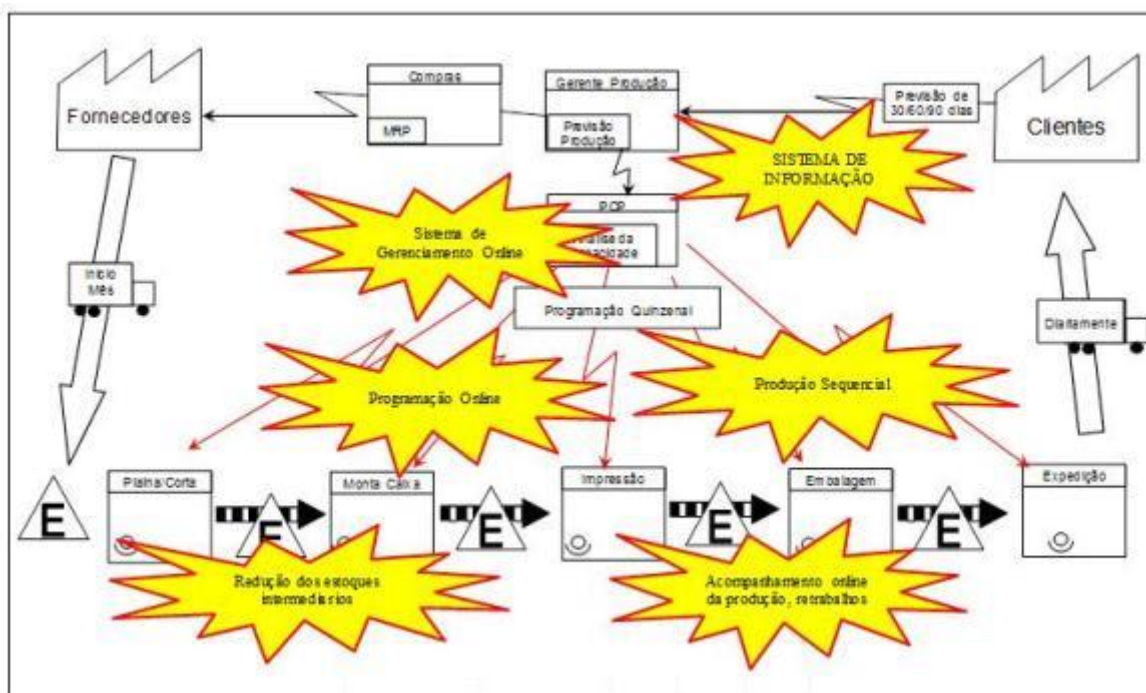 Compras
Gerente Produção
Fornecedores
MRP
Previsão
Produção
Previsão de
30/60/90 dias
Clientes
SISTEMA DE
INFORMAÇÃO
PCP
Sistema de
Gerenciamento Online
Início
Mês
Programação Quinzenal
Diariamente
Programação Online
Produção Sequencial
Plaina/Corta
Monta Caixa
Impressão
Embalagem
Expedição
E
E
E
E
E
Redução dos estoques
intermediarios
Acompanhamento online
da produção, retrabalhos